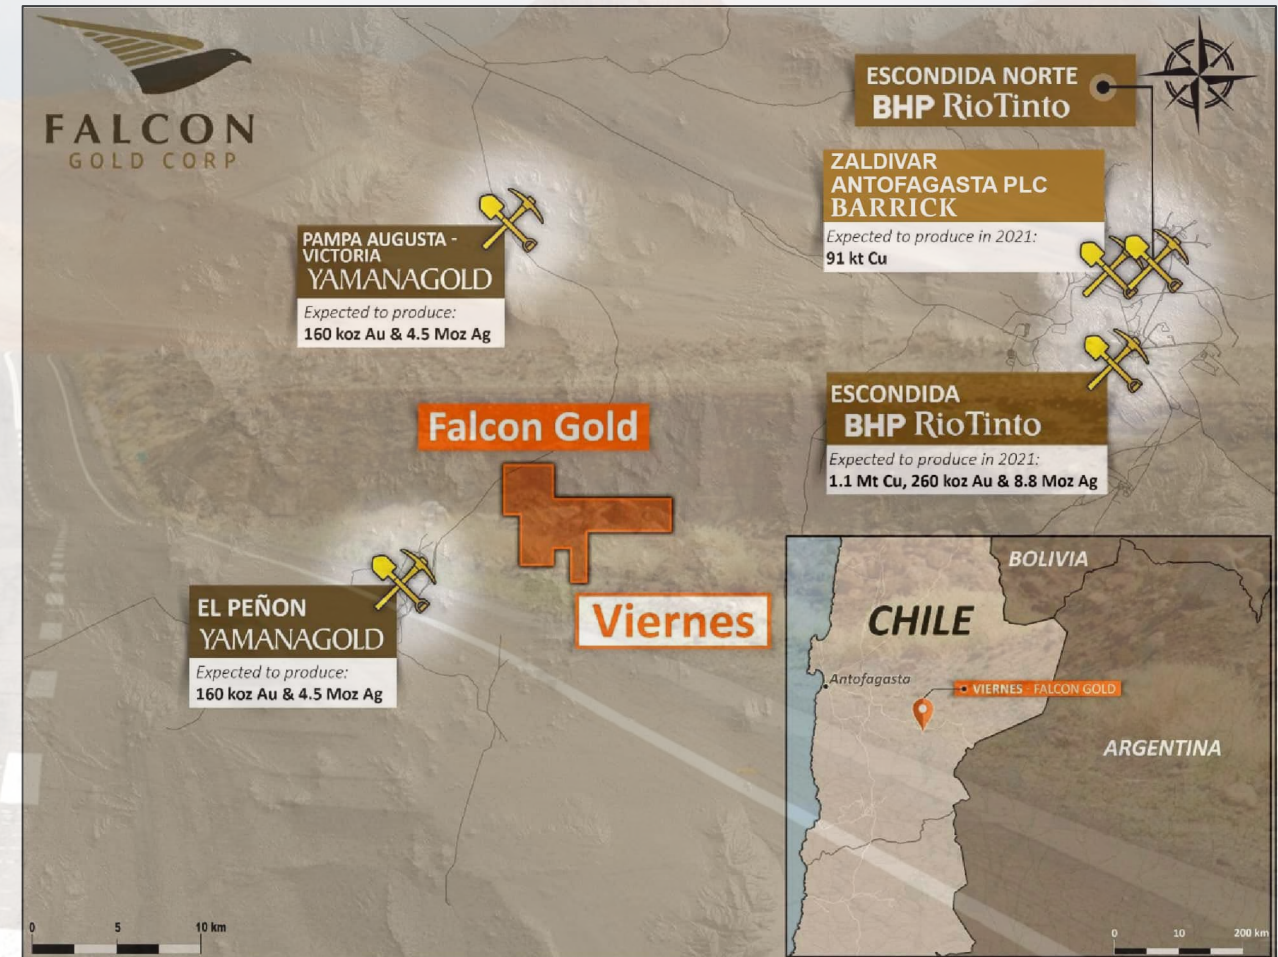 FALCON
GOLD CORP
ESCONDIDA NORTE
BHP RioTinto
ZALDIVAR
ANTOFAGASTA PLC
BARRICK
Expected to produce in 2021:
91 kt Cu
PAMPA AUGUSTA -
VICTORIA
YAMANAGOLD
Expected to produce:
160 koz Au & 4.5 Moz Ag
ESCONDIDA
BHP RioTinto
Expected to produce in 2021:
1.1 Mt Cu, 260 koz Au & 8.8 Moz Ag
Falcon Gold
Viernes
EL PEÑON
YAMANAGOLD
Expected to produce:
160 koz Au & 4.5 Moz Ag
BOLIVIA
CHILE
Antofagasta
VIERNES - FALCON GOLD
ARGENTINA
0 5 10 km
0 10 200 km